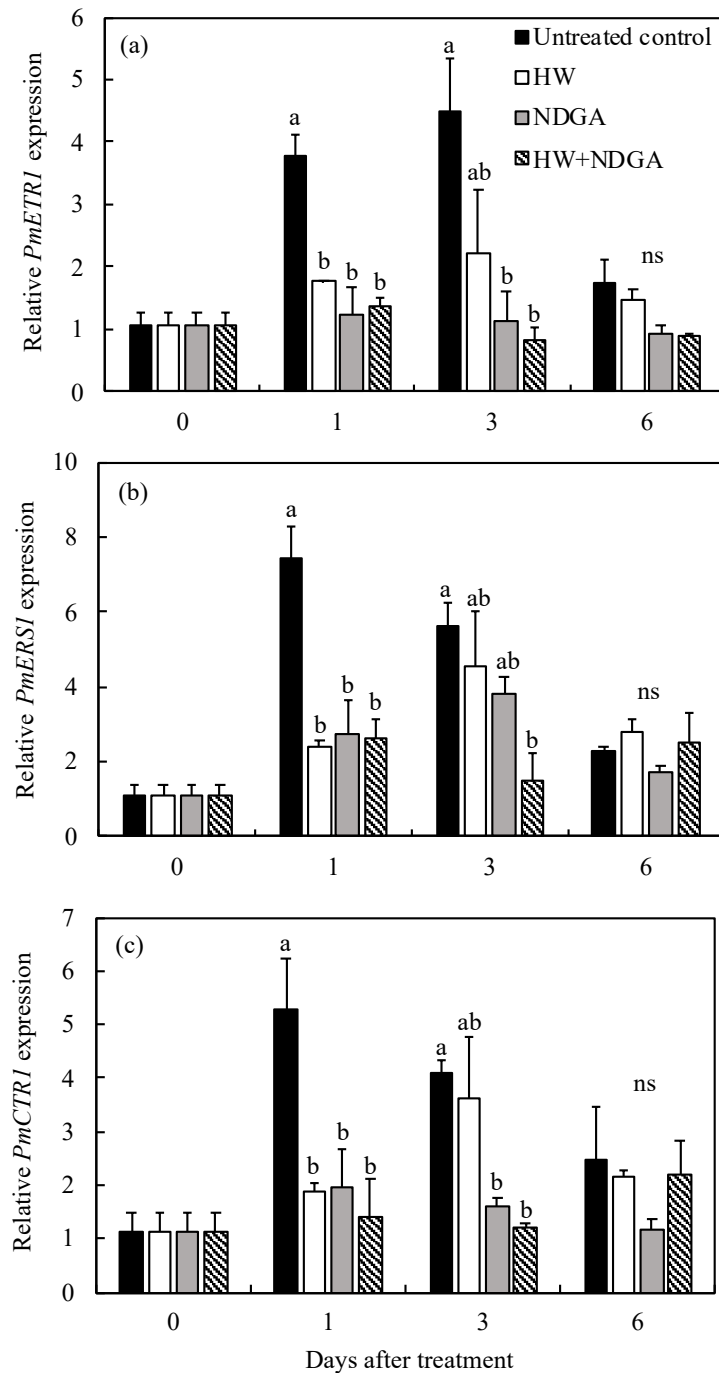 (a)
Untreated control
HW
NDGA
HW+NDGA
Relative PmETR1 expression
6
5
4
3
2
1
0
a
b
b
b
a
ab
b
b
ns
0 1 3 6
(b)
Relative PmERS1 expression
10
8
6
4
2
0
a
b
b
b
a
ab
ab
b
ns
0 1 3 6
(c)
Relative PmCTR1 expression
7
6
5
4
3
2
1
0
a
b
b
b
a
ab
b
b
ns
0 1 3 6
Days after treatment